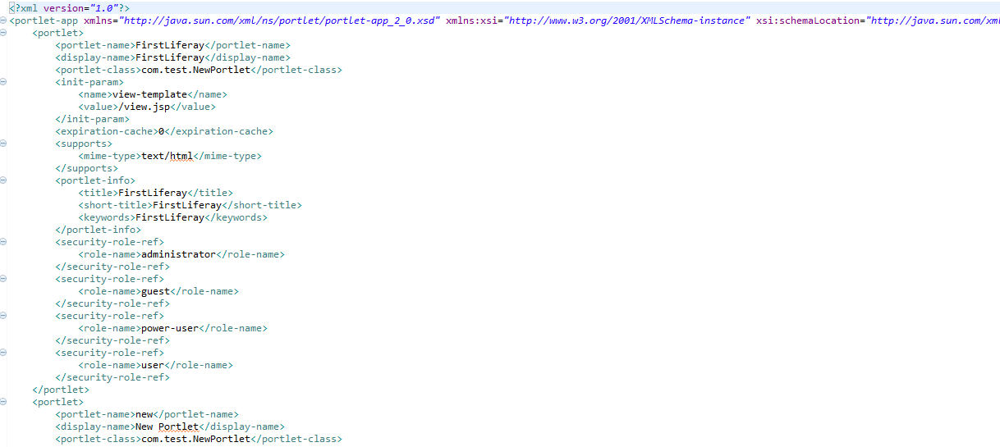 <?xml version="1.0"?>
<portlet-app xmlns="http://java.sun.com/xml/ns/portlet/portlet-app_2_0.xsd" xmlns:xsi="http://www.w3.org/2001/XMLSchema-instance" xsi:schemaLocation="http://java.sun.com/xml
<portlet>
<portlet-name>FirstLiferay</portlet-name>
<display-name>FirstLiferay</display-name>
<portlet-class>com.test.NewPortlet</portlet-class>
<init-param>
<name>view-template</name>
<value>/view.jsp</value>
</init-param>
<expiration-cache>0</expiration-cache>
<supports>
<mime-type>text/html</mime-type>
</supports>
<portlet-info>
<title>FirstLiferay</title>
<short-title>FirstLiferay</short-title>
<keywords>FirstLiferay</keywords>
</portlet-info>
<security-role-ref>
<role-name>administrator</role-name>
</security-role-ref>
<security-role-ref>
<role-name>guest</role-name>
</security-role-ref>
<security-role-ref>
<role-name>power-user</role-name>
</security-role-ref>
<security-role-ref>
<role-name>user</role-name>
</security-role-ref>
</portlet>
<portlet>
<portlet-name>new</portlet-name>
<display-name>New Portlet</display-name>
<portlet-class>com.test.NewPortlet</portlet-class>